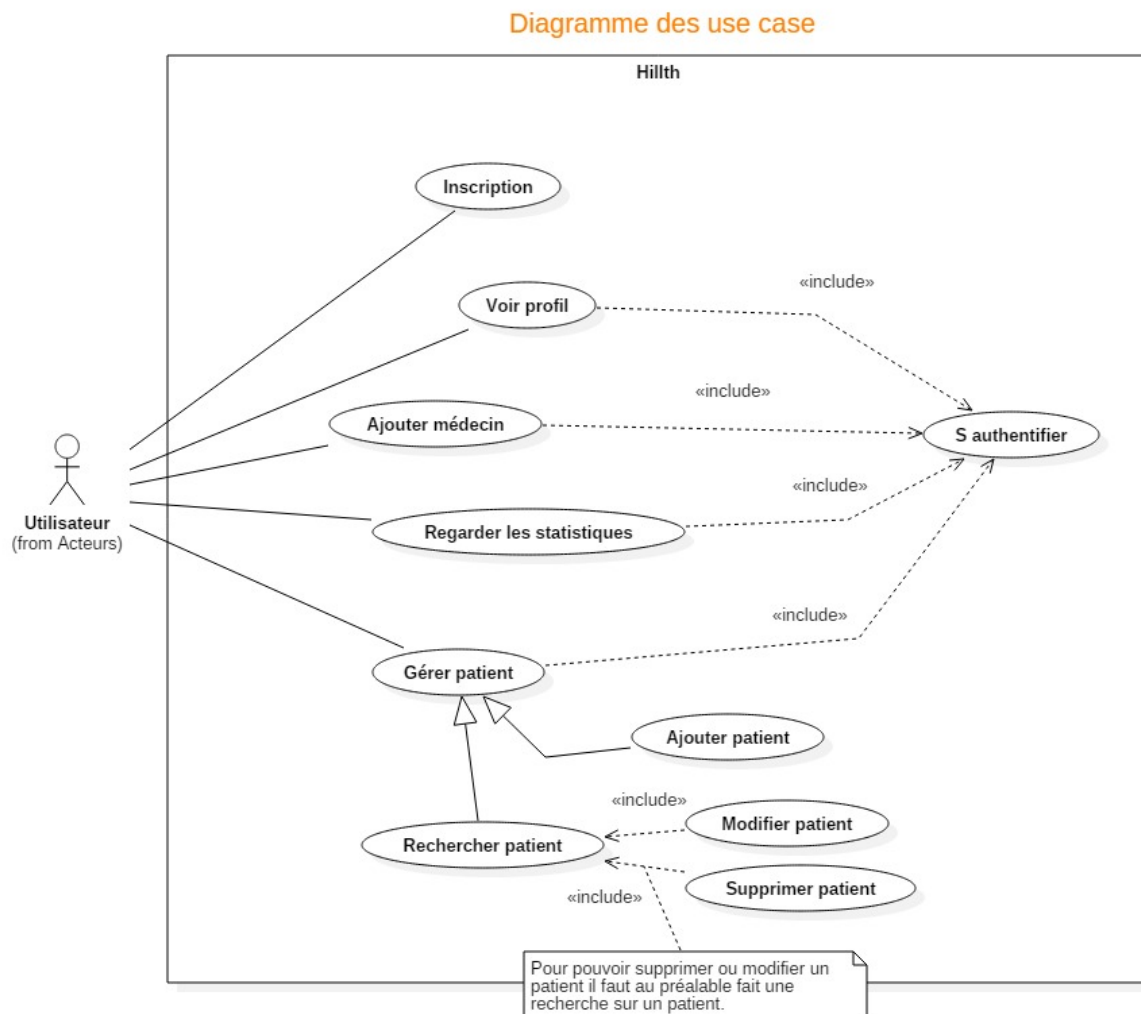 Diagramme des use case
Hillth
Inscription
Voir profil
«include»
Ajouter médecin
«include»
S authentifier
Utilisateur
(from Acteurs)
Regarder les statistiques
«include»
Gérer patient
«include»
Ajouter patient
Rechercher patient
«include»
Modifier patient
Supprimer patient
«include»
Pour pouvoir supprimer ou modifier un
patient il faut au préalable fait une
recherche sur un patient.